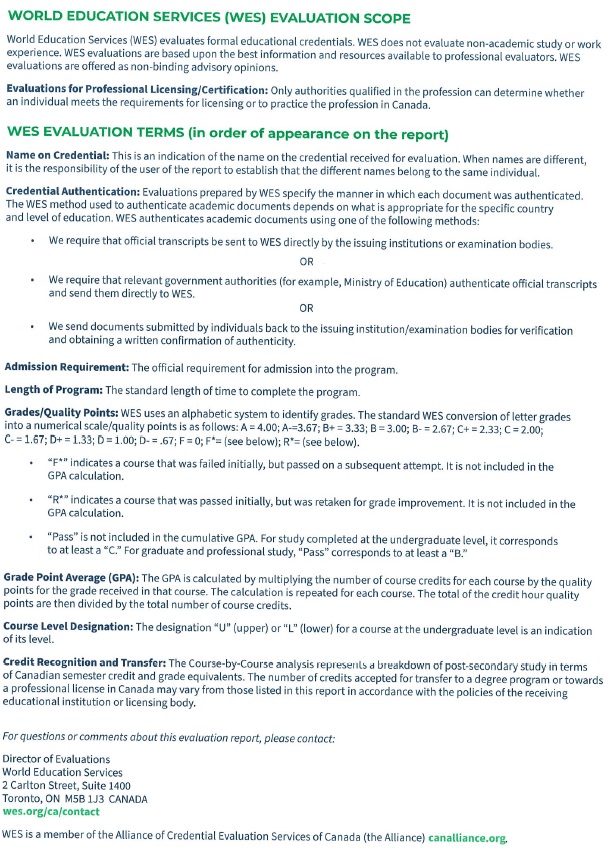 WORLD EDUCATION SERVICES (WES) EVALUATION SCOPE
World Education Services (WES) evaluates formal educational credentials. WES does not evaluate non-academic study or work
experience. WES evaluations are based upon the best information and resources available to professional evaluators. WES
evaluations are offered as non-binding advisory opinions.
Evaluations for Professional Licensing/Certification: Only authorities qualified in the profession can determine whether
an individual meets the requirements for licensing or to practice the profession in Canada.
WES EVALUATION TERMS (in order of appearance on the report)
Name on Credential: This is an indication of the name on the credential received for evaluation. When names are different,
it is the responsibility of the user of the report to establish that the different names belong to the same individual.
Credential Authentication: Evaluations prepared by WES specify the manner in which each document was authenticated.
The WES method used to authenticate academic documents depends on what is appropriate for the specific country
and level of education. WES authenticates academic documents using one of the following methods:
• We require that official transcripts be sent to WES directly by the issuing institutions or examination bodies.
OR
• We require that relevant government authorities (for example, Ministry of Education) authenticate official transcripts
and send them directly to WES.
OR
• We send documents submitted by individuals back to the issuing institution/examination bodies for verification
and obtaining a written confirmation of authenticity.
Admission Requirement: The official requirement for admission into the program.
Length of Program: The standard length of time to complete the program.
Grades/Quality Points: WES uses an alphabetic system to identify grades. The standard WES conversion of letter grades
into a numerical scale/quality points is as follows: A = 4.00; A-=3.67; B+ = 3.33; B = 3.00; B- = 2.67; C+ = 2.33; C = 2.00;
C- = 1.67; D+ = 1.33; D = 1.00; D- = .67; F = 0; F*= (see below); R*= (see below).
• "F*" indicates a course that was failed initially, but passed on a subsequent attempt. It is not included in the
GPA calculation.
• "R*" indicates a course that was passed initially, but was retaken for grade improvement. It is not included in the
GPA calculation.
• "Pass" is not included in the cumulative GPA. For study completed at the undergraduate level, it corresponds
to at least a "C." For graduate and professional study, "Pass" corresponds to at least a "B."
Grade Point Average (GPA): The GPA is calculated by multiplying the number of course credits for each course by the quality
points for the grade received in that course. The calculation is repeated for each course. The total of the credit hour quality
points are then divided by the total number of course credits.
Course Level Designation: The designation "U" (upper) or "L" (lower) for a course at the undergraduate level is an indication
of its level.
Credit Recognition and Transfer: The Course-by-Course analysis represents a breakdown of post-secondary study in terms
of Canadian semester credit and grade equivalents. The number of credits accepted for transfer to a degree program or towards
a professional license in Canada may vary from those listed in this report in accordance with the policies of the receiving
educational institution or licensing body.
For questions or comments about this evaluation report, please contact:
Director of Evaluations
World Education Services
2 Carlton Street, Suite 1400
Toronto, ON M5B 1J3 CANADA
wes.org/ca/contact
WES is a member of the Alliance of Credential Evaluation Services of Canada (the Alliance) canalliance.org.